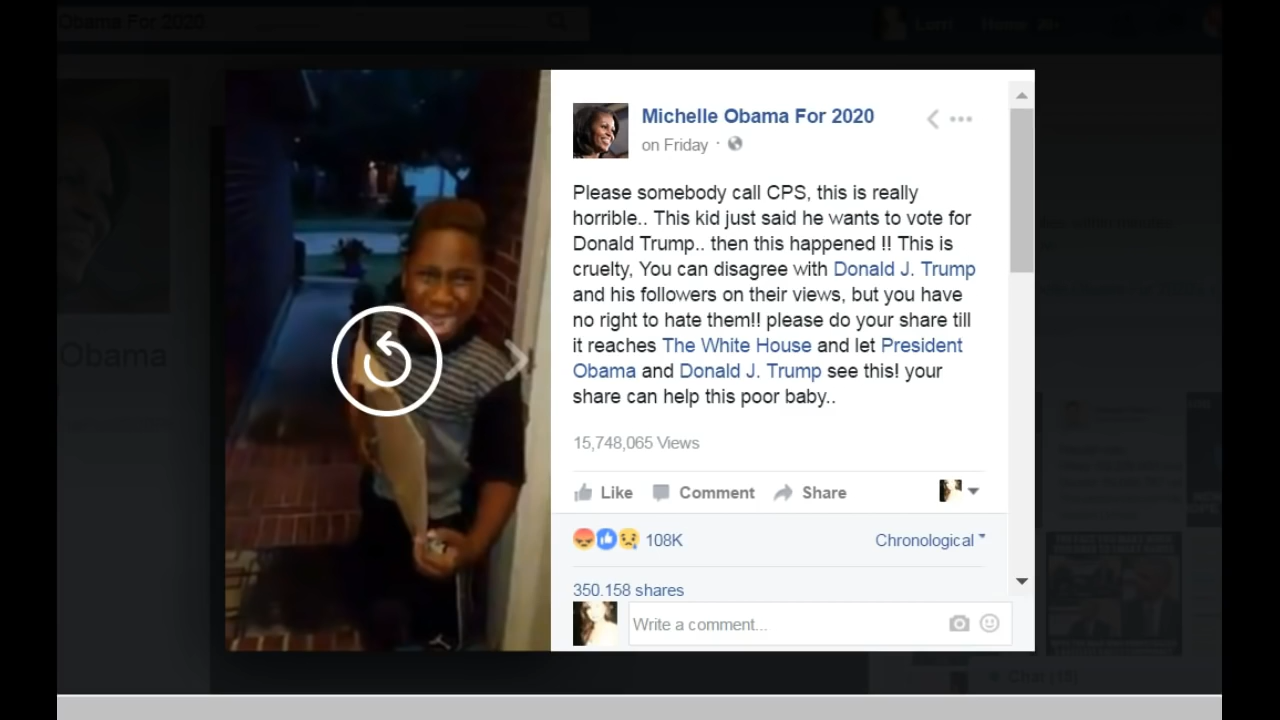 Obama For 2020
Michelle Obama For 2020
on Friday ·
Please somebody call CPS, this is really
horrible.. This kid just said he wants to vote for
Donald Trump.. then this happened !! This is
cruelty, You can disagree with Donald J. Trump
and his followers on their views, but you have
no right to hate them!! please do your share till
it reaches The White House and let President
Obama and Donald J. Trump see this! your
share can help this poor baby..
15,748,065 Views
Like Comment Share
108K Chronological
350,158 shares
Write a comment...
Obama